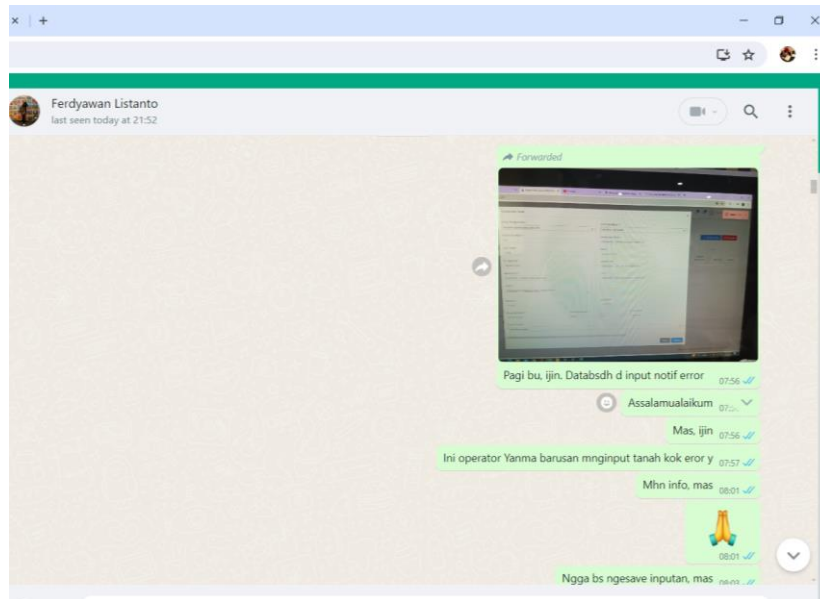 Ferdyawan Listanto
last seen today at 21:52
Forwarded
Pagi bu, ijin. Databsdh d input notif error 07:56
Assalamualaikum
Mas, ijin 07:56
Ini operator Yanma barusan mnginput tanah kok eror y 07:57
Mhn info, mas 08:01
08:01
Ngga bs ngesave inputan, mas 08:03